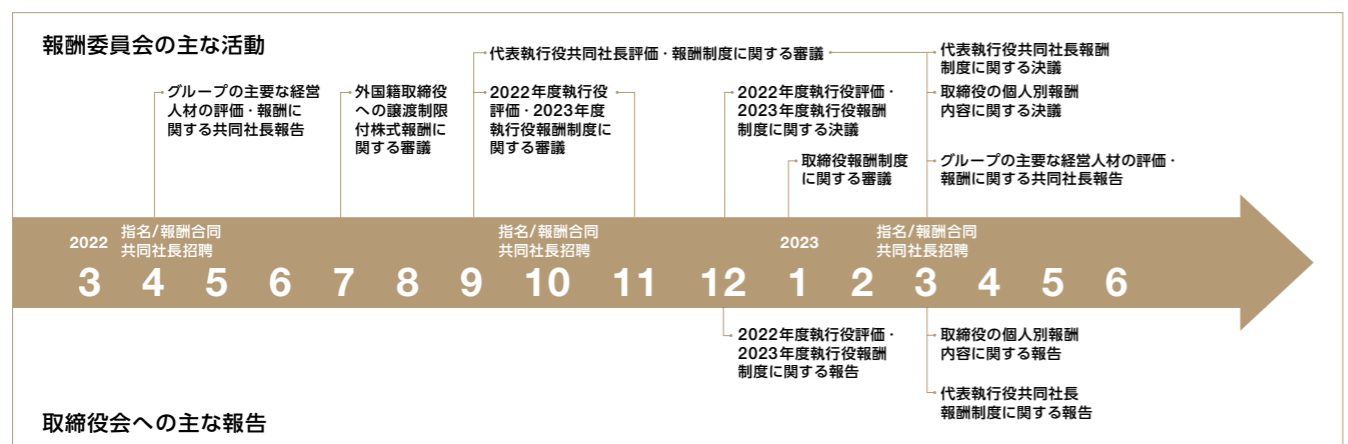 報酬委員会の主な活動
グループの主要な経営
人材の評価・報酬に
関する共同社長報告
外国籍取締役
への譲渡制限
付株式報酬に
関する審議
代表執行役共同社長評価・報酬制度に関する審議
2022年度執行役
評価・2023年度
執行役報酬制度に
関する審議
2022年度執行役評価・
2023年度執行役報酬
制度に関する決議
取締役報酬制度
に関する審議
代表執行役共同社長報酬
制度に関する決議
取締役の個人別報酬
内容に関する決議
グループの主要な経営人材の評価・
報酬に関する共同社長報告
2022
指名/報酬合同
共同社長招聘
指名/報酬合同
共同社長招聘
2023
指名/報酬合同
共同社長招聘
3 4 5 6 7 8 9 10 11 12 1 2 3 4 5 6
2022年度執行役評価・
2023年度執行役報酬
制度に関する報告
取締役の個人別報酬
内容に関する報告
代表執行役共同社長
報酬制度に関する報告
取締役会への主な報告